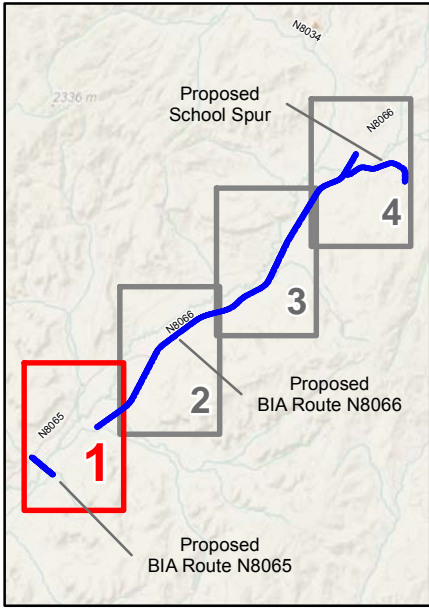 N8034
2336 m
Proposed
School Spur
N8066
4
3
N8066
2
Proposed
BIA Route N8066
N8065
1
Proposed
BIA Route N8065